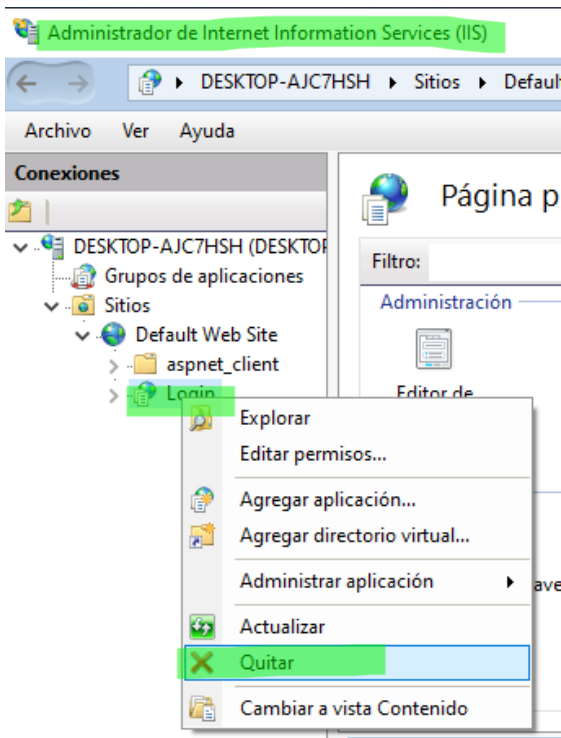 Administrador de Internet Information Services (IIS)
DESKTOP-AJC7HSH ▸ Sitios ▸ Defaul
Archivo Ver Ayuda
Conexiones
DESKTOP-AJC7HSH (DESKTOP
Grupos de aplicaciones
Sitios
Default Web Site
aspnet_client
Login
Página p
Filtro:
Administración
Editor de
Explorar
Editar permisos...
Agregar aplicación...
Agregar directorio virtual...
Administrar aplicación
ave
Actualizar
Quitar
Cambiar a vista Contenido